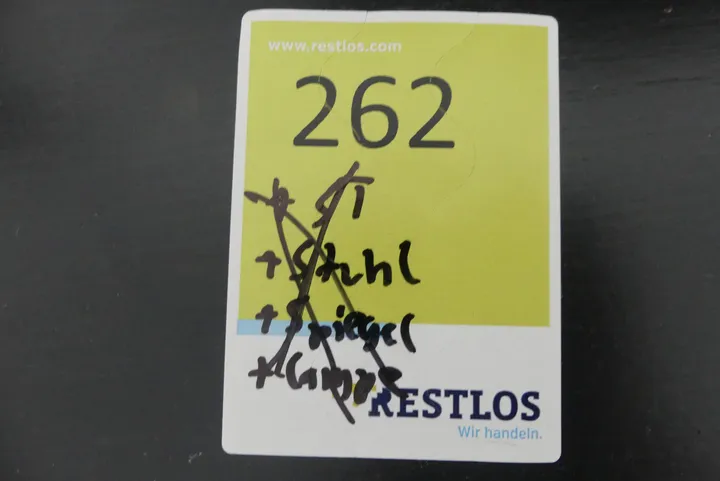 www.restlos.com
262
+ Stuhl
+ Spiegel
+ Lampe
RESTLOS
Wir handeln.